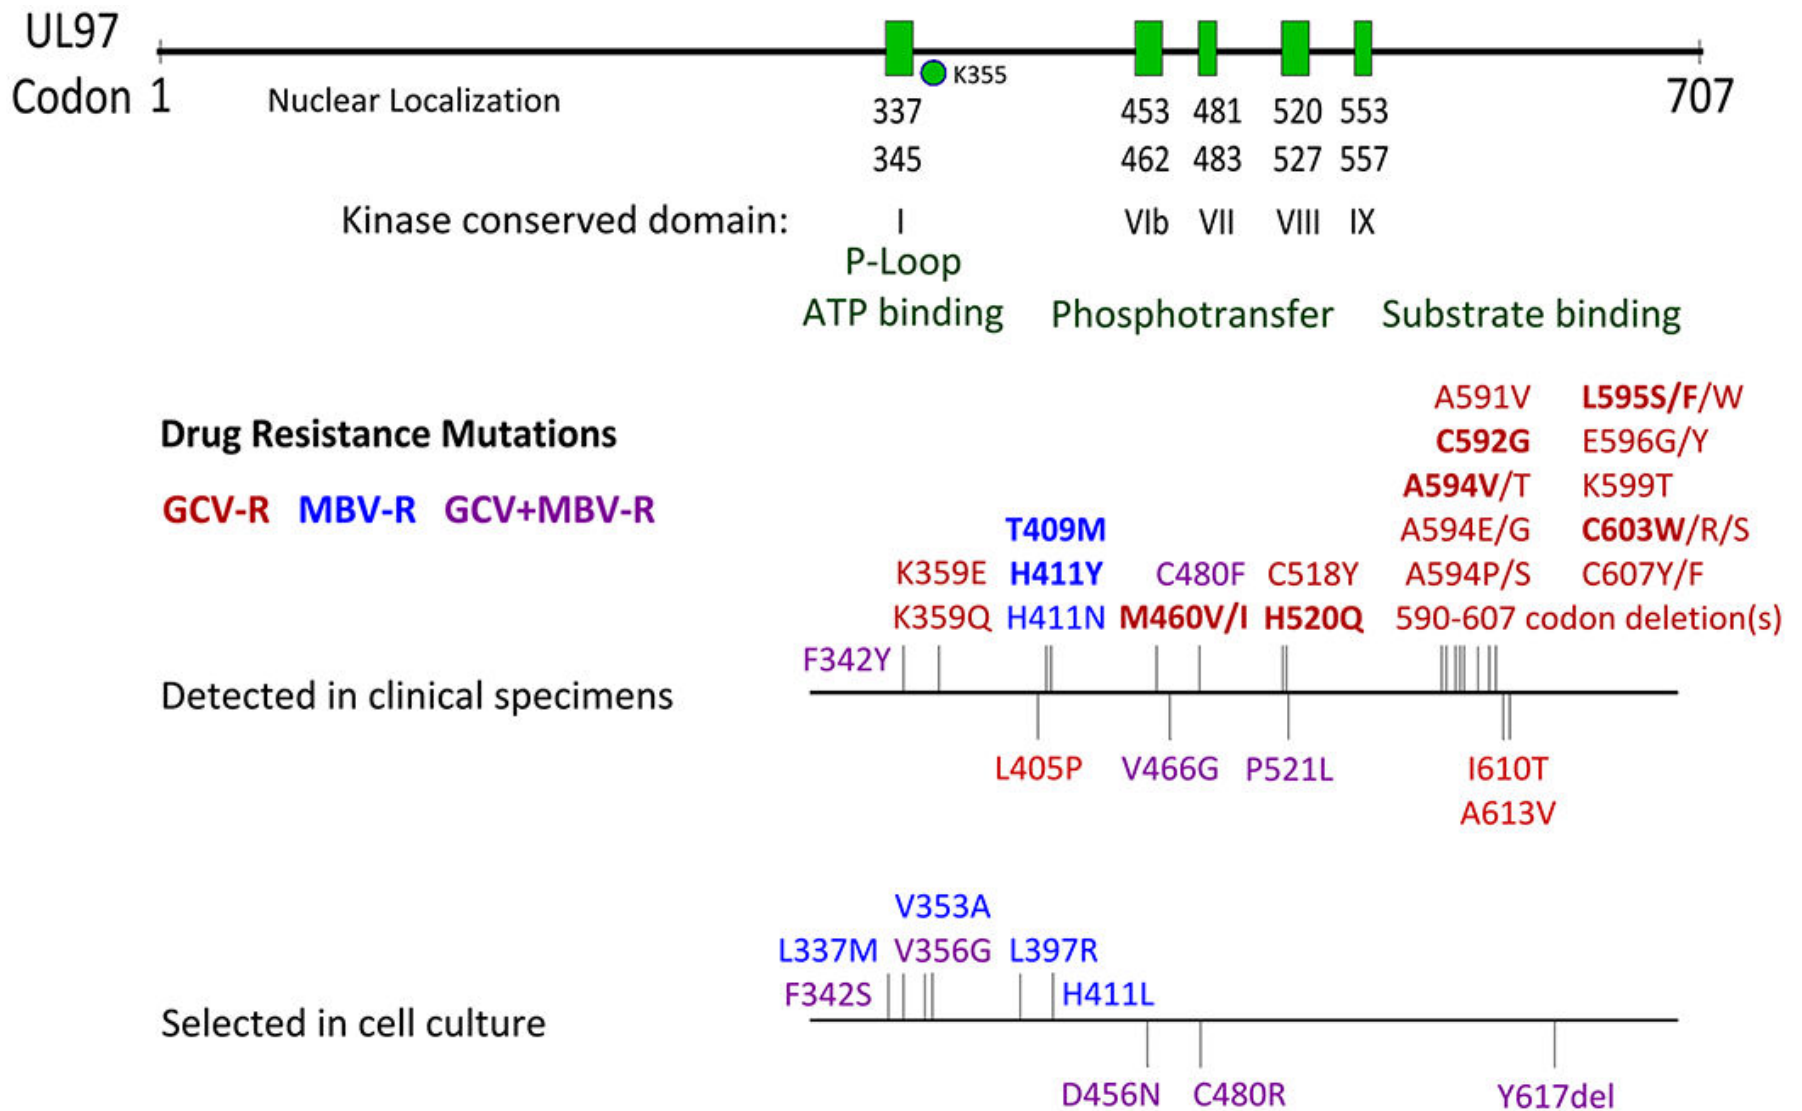 UL97
K355
Codon 1 Nuclear Localization 337 453 481 520 553 707
345 462 483 527 557
Kinase conserved domain: I VIb VII VIII IX
P-Loop
ATP binding Phosphotransfer Substrate binding
A591V L595S/F/W
Drug Resistance Mutations C592G E596G/Y
A594V/T K599T
GCV-R MBV-R GCV+MBV-R
T409M A594E/G C603W/R/S
K359E H411Y C480F C518Y A594P/S C607Y/F
K359Q H411N M460V/I H520Q 590-607 codon deletion(s)
F342Y
Detected in clinical specimens
L405P V466G P521L I610T
A613V
V353A
L337M V356G L397R
F342S H411L
Selected in cell culture
D456N C480R Y617del